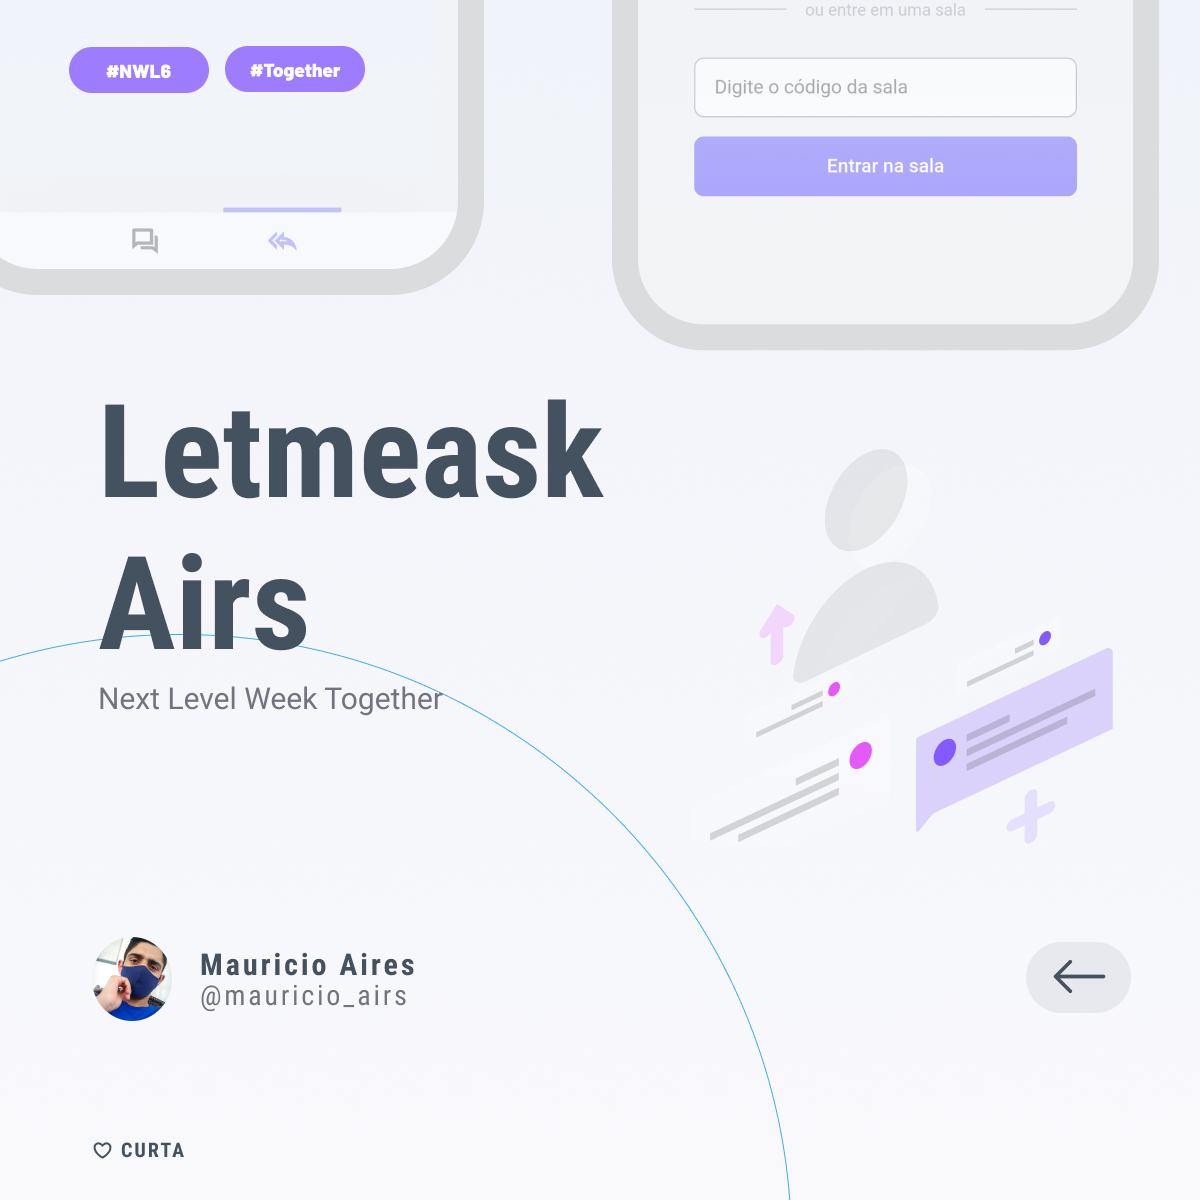 ou entre em uma sala
#NWL6
#Together
Digite o código da sala
Entrar na sala
Letmeask
Airs
Next Level Week Together
Mauricio Aires
@mauricio_airs
CURTA